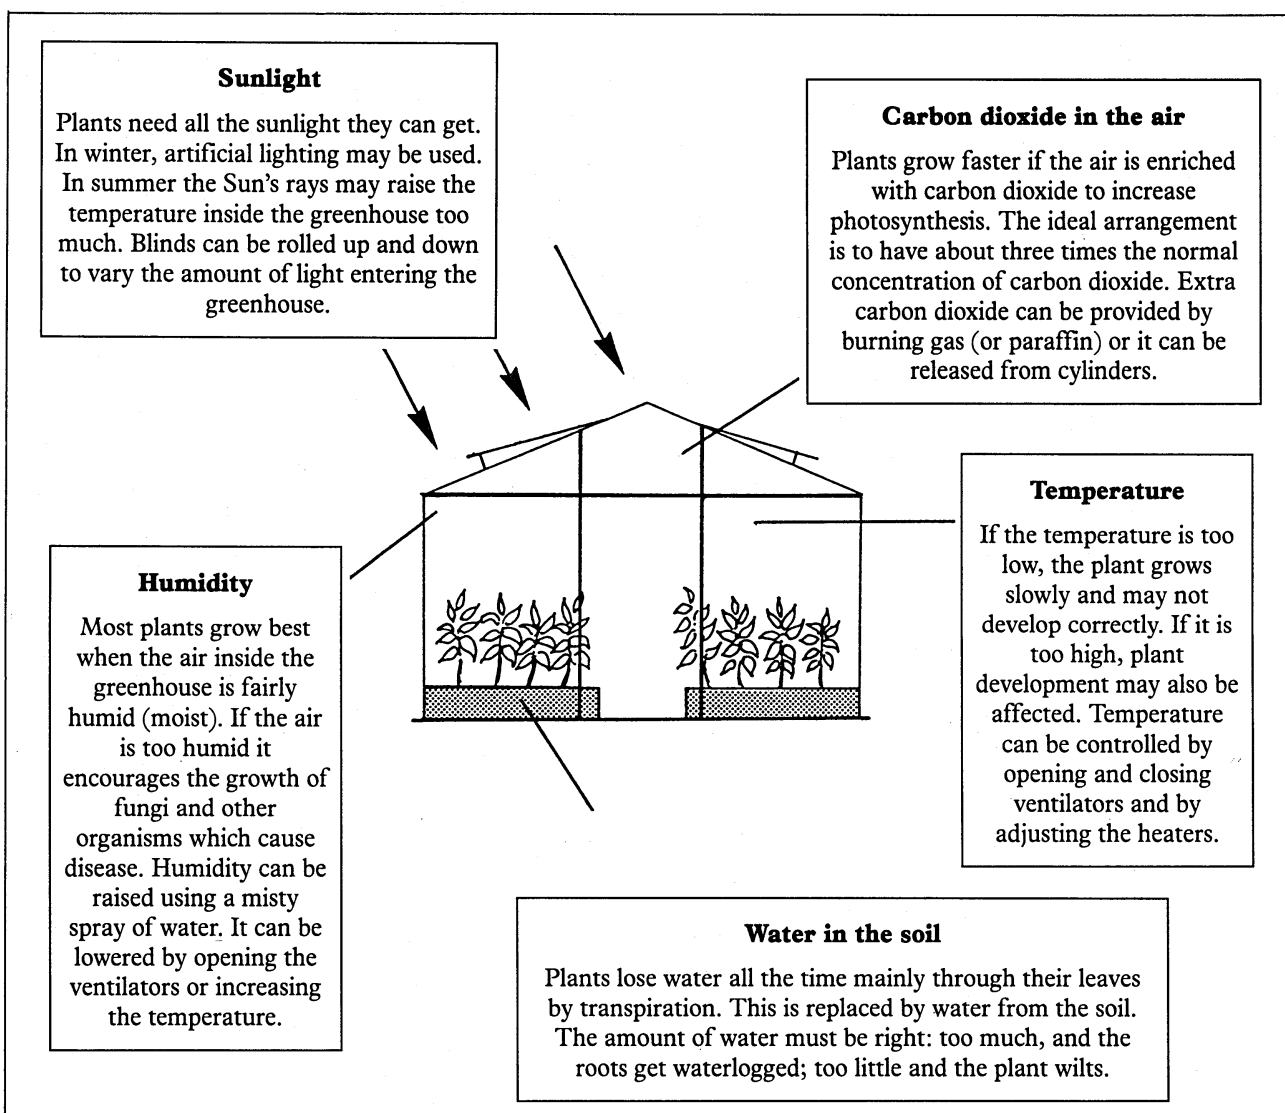 Sunlight
Plants need all the sunlight they can get.
In winter, artificial lighting may be used.
In summer the Sun's rays may raise the
temperature inside the greenhouse too
much. Blinds can be rolled up and down
to vary the amount of light entering the
greenhouse.
Carbon dioxide in the air
Plants grow faster if the air is enriched
with carbon dioxide to increase
photosynthesis. The ideal arrangement
is to have about three times the normal
concentration of carbon dioxide. Extra
carbon dioxide can be provided by
burning gas (or paraffin) or it can be
released from cylinders.
Humidity
Most plants grow best
when the air inside the
greenhouse is fairly
humid (moist). If the air
is too humid it
encourages the growth of
fungi and other
organisms which cause
disease. Humidity can be
raised using a misty
spray of water. It can be
lowered by opening the
ventilators or increasing
the temperature.
Temperature
If the temperature is too
low, the plant grows
slowly and may not
develop correctly. If it is
too high, plant
development may also be
affected. Temperature
can be controlled by
opening and closing
ventilators and by
adjusting the heaters.
Water in the soil
Plants lose water all the time mainly through their leaves
by transpiration. This is replaced by water from the soil.
The amount of water must be right: too much, and the
roots get waterlogged; too little and the plant wilts.